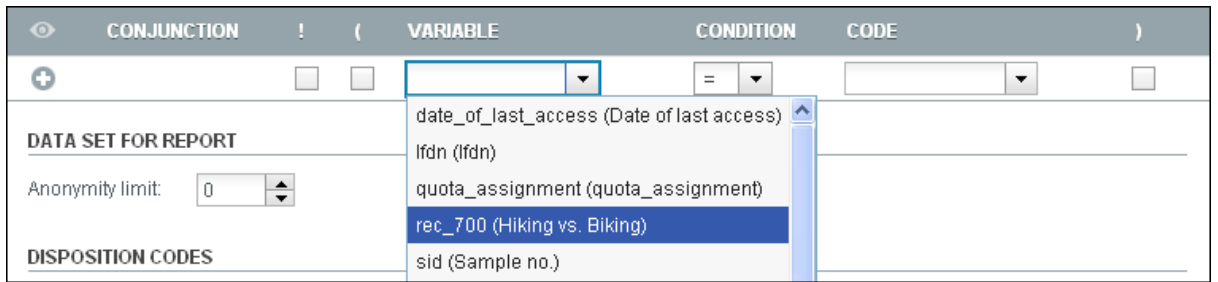 CONJUNCTION ! ( VARIABLE CONDITION CODE )
=
date_of_last_access (Date of last access)
DATA SET FOR REPORT
lfdn (lfdn)
Anonymity limit: 0
quota_assignment (quota_assignment)
rec_700 (Hiking vs. Biking)
DISPOSITION CODES
sid (Sample no.)